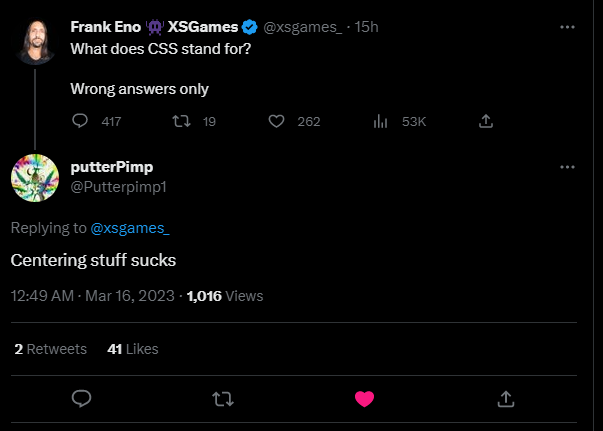 Frank Eno 👾 XSGames @xsgames_ · 15h
What does CSS stand for?
Wrong answers only
417 19 262 53K
putterPimp
@Putterpimp1
Replying to @xsgames_
Centering stuff sucks
12:49 AM · Mar 16, 2023 · 1,016 Views
2 Retweets 41 Likes